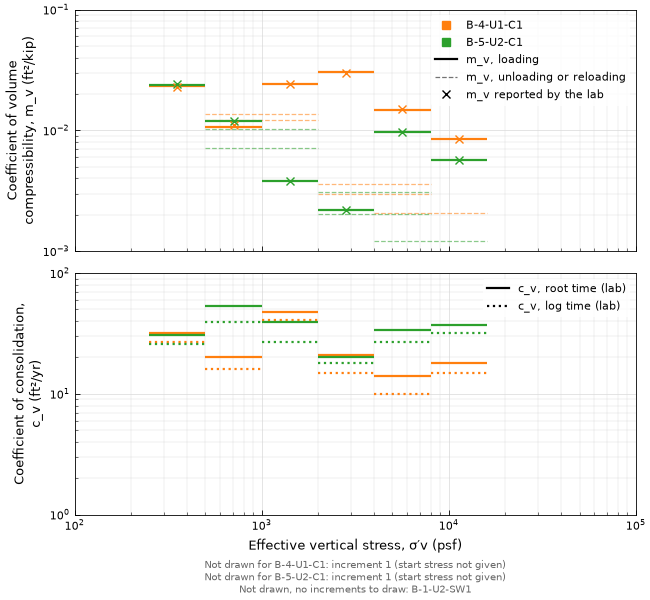 10⁻¹
10⁻²
10⁻³
Coefficient of volume
compressibility, m_v (ft²/kip)
B-4-U1-C1
B-5-U2-C1
m_v, loading
m_v, unloading or reloading
m_v reported by the lab
10²
10¹
10⁰
Coefficient of consolidation,
c_v (ft²/yr)
c_v, root time (lab)
c_v, log time (lab)
10² 10³ 10⁴ 10⁵
Effective vertical stress, σ′v (psf)
Not drawn for B-4-U1-C1: increment 1 (start stress not given)
Not drawn for B-5-U2-C1: increment 1 (start stress not given)
Not drawn, no increments to draw: B-1-U2-SW1